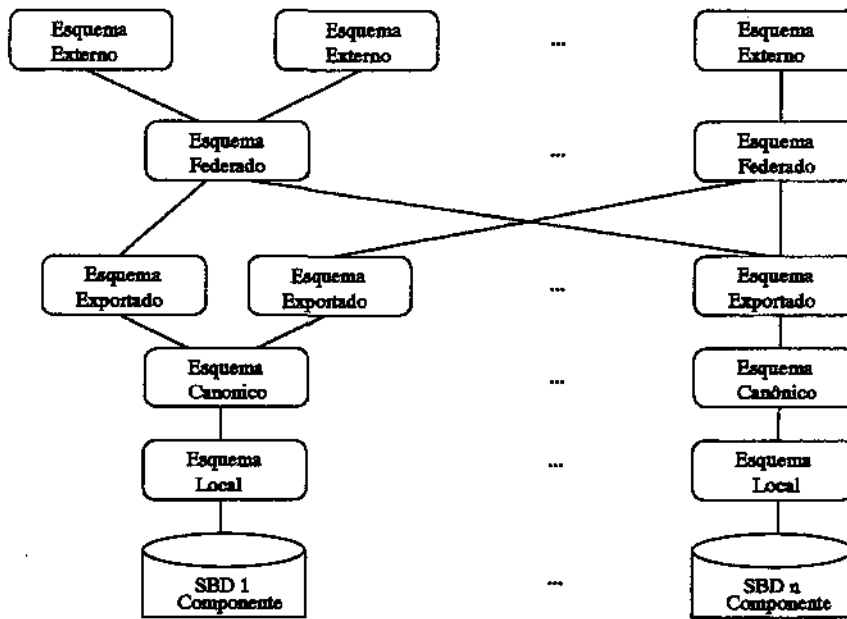 Esquema
Externo
Esquema
Externo
...
Esquema
Externo
Esquema
Federado
...
Esquema
Federado
Esquema
Exportado
Esquema
Exportado
...
Esquema
Exportado
Esquema
Canonico
...
Esquema
Canônico
Esquema
Local
...
Esquema
Local
SBD 1
Componente
...
SBD n
Componente